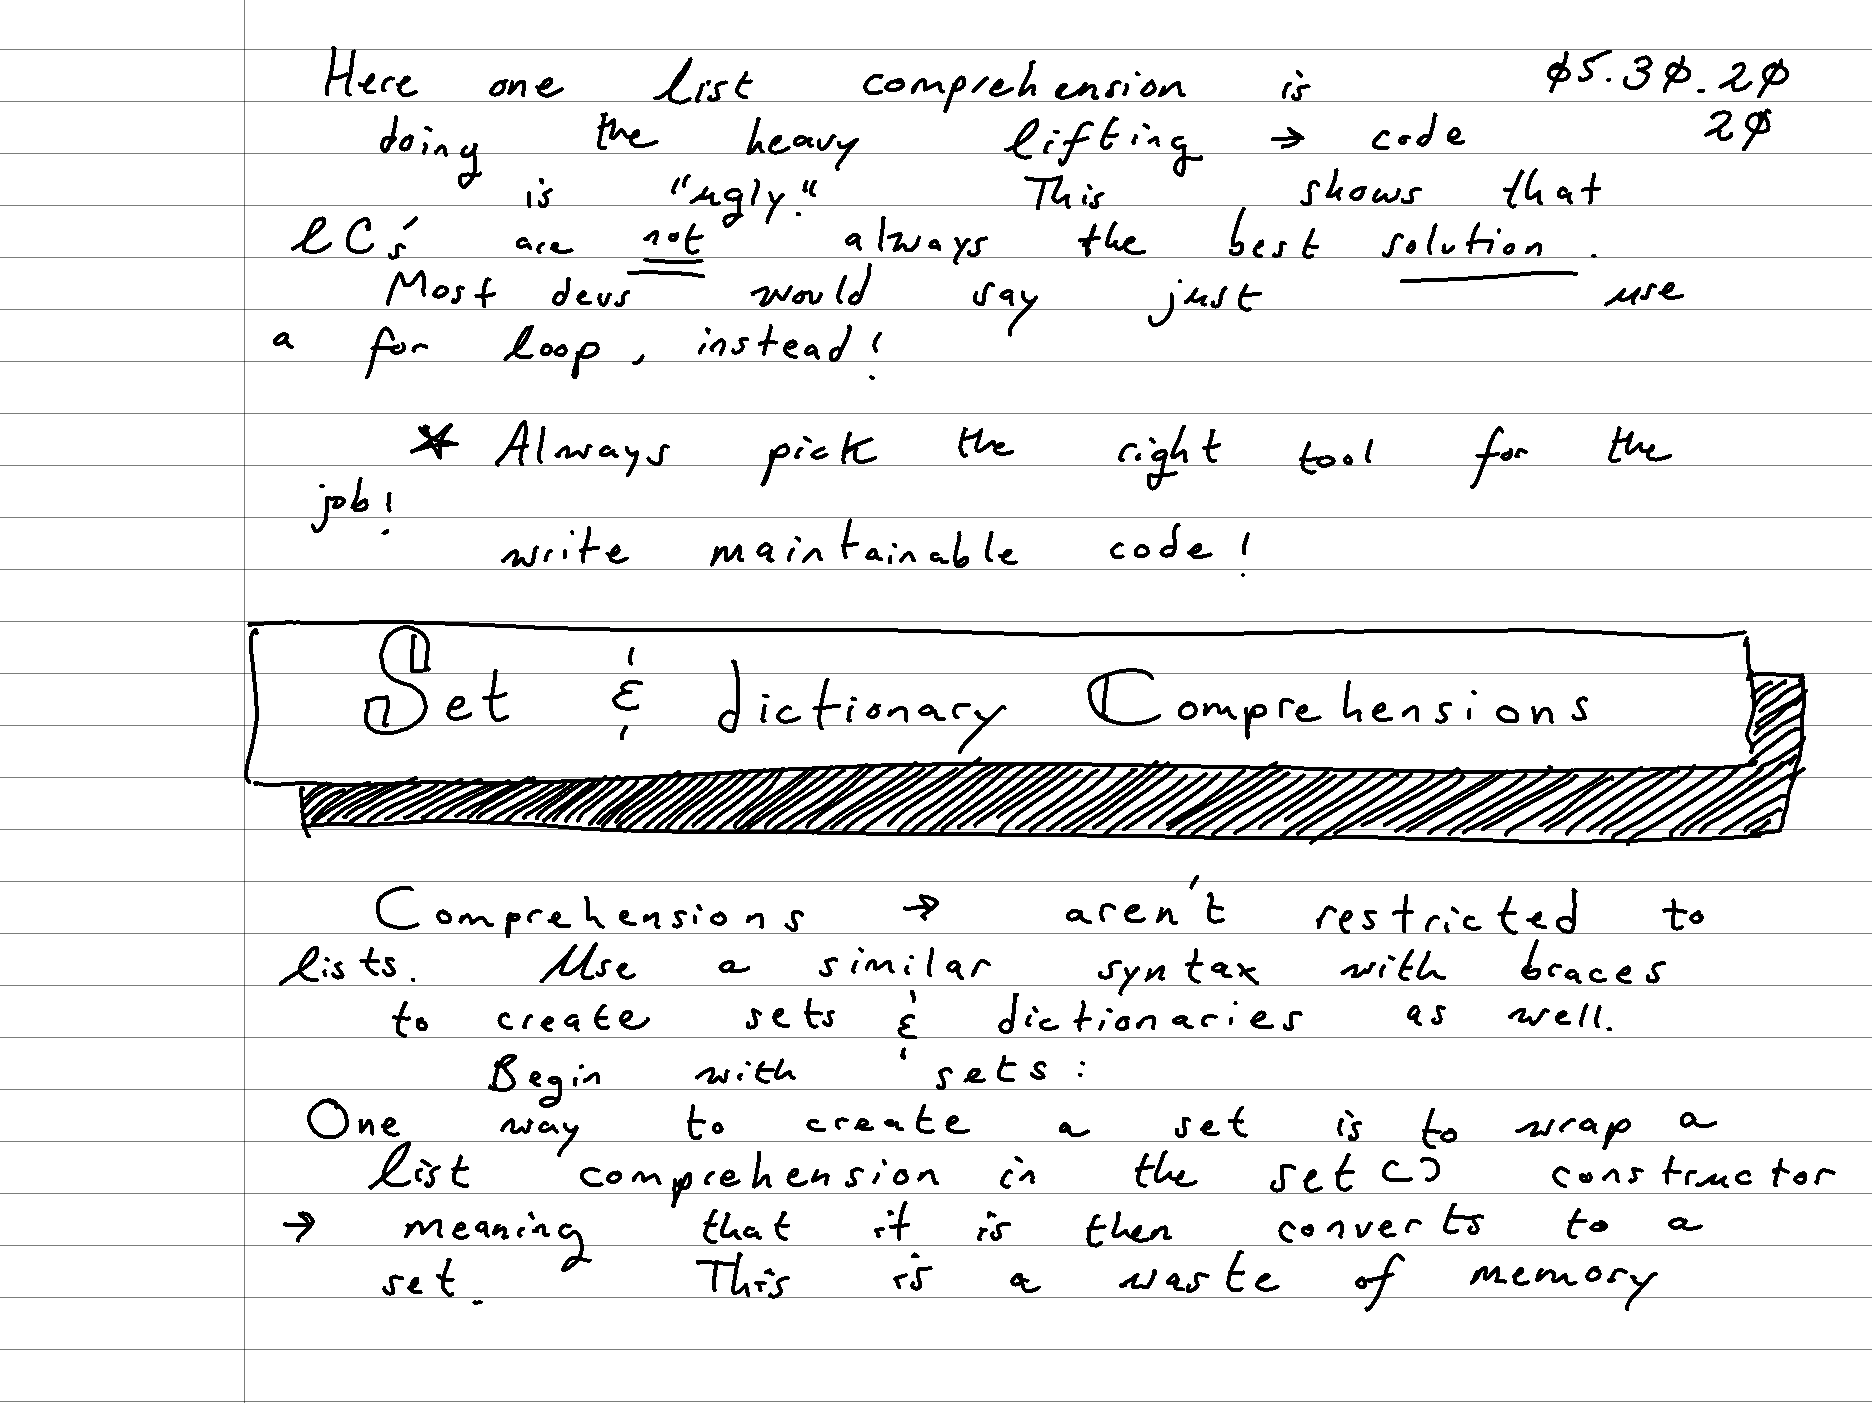 Here one list comprehension is ø5.3ø.2ø
doing the heavy lifting → code 2ø
is "ugly." This shows that
LC's are not always the best solution.
Most devs would say just use
a for loop, instead!
* Always pick the right tool for the
job!
write maintainable code!
Set & dictionary Comprehensions
Comprehensions → aren't restricted to
lists. Use a similar syntax with braces
to create sets & dictionaries as well.
Begin with sets:
One way to create a set is to wrap a
list comprehension in the set() constructor
→ meaning that it is then converts to a
set. This is a waste of memory